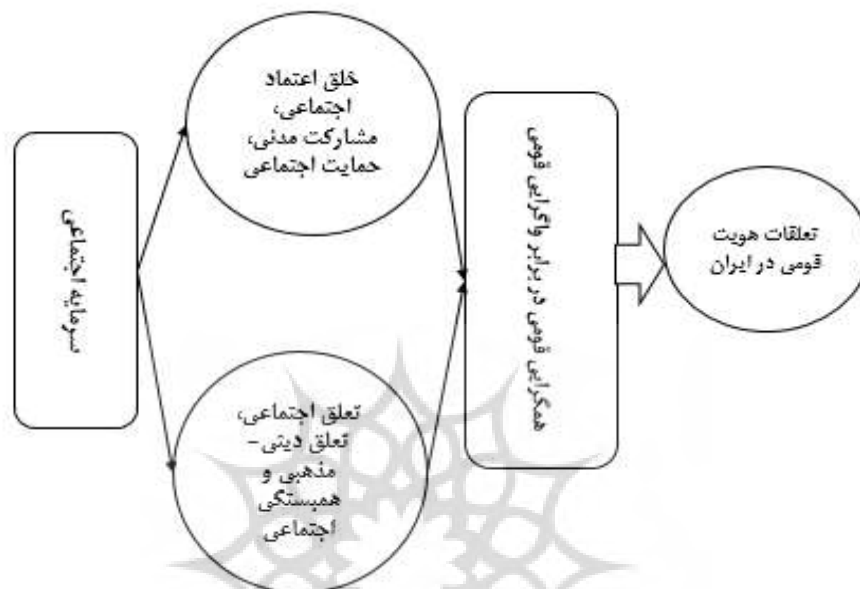 سرمایه اجتماعی
خلق اعتماد
اجتماعی،
مشارکت مدنی،
حمایت اجتماعی
تعلق اجتماعی،
تعلق دینی-
مذهبی و
همبستگی
اجتماعی
همگرایی قومی در برابر واگرایی قومی
تعلقات هویت
قومی در ایران